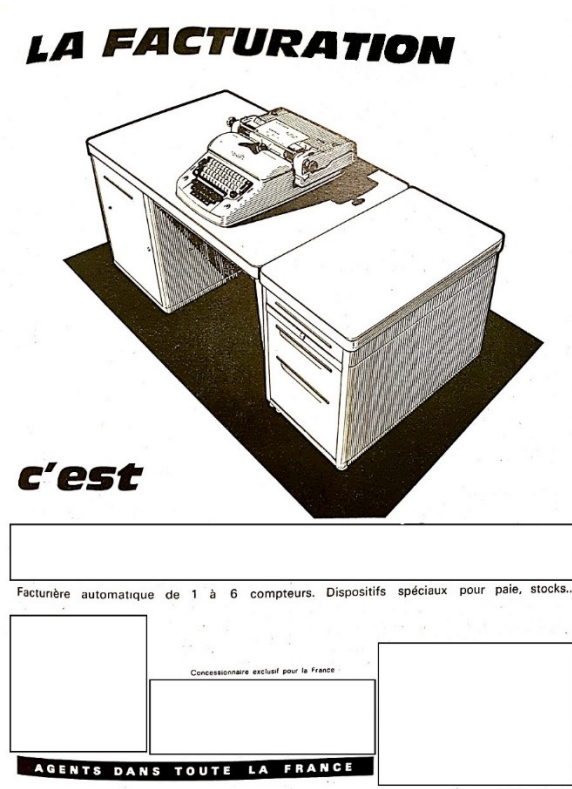 LA FACTURATION
c'est
Facturière automatique de 1 à 6 compteurs. Dispositifs spéciaux pour paie, stocks..
Concessionnaire exclusif pour la France
AGENTS DANS TOUTE LA FRANCE